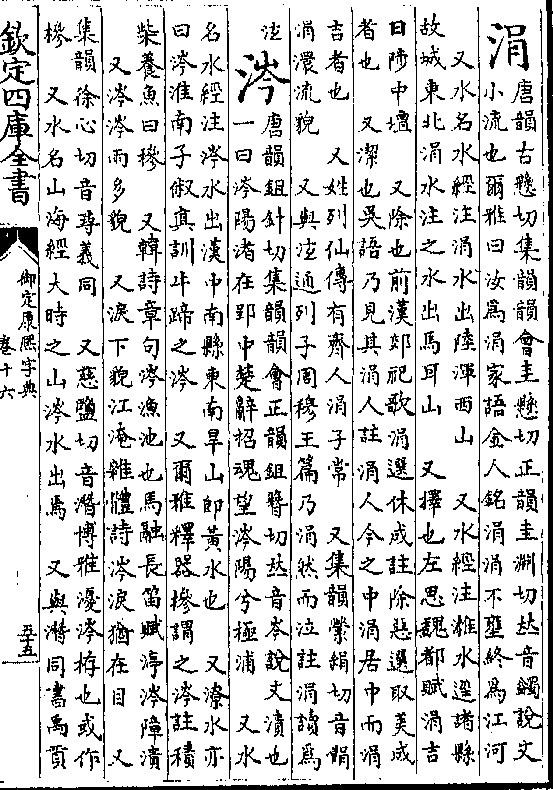 涓唐韻古懸切集韻韻會圭懸切正韻圭淵切𠀤音鵑說文
小流也爾雅曰汝爲涓家語金人銘涓涓不壅終爲江河
又水名水經注涓水出陸渾西山 又水經注濰水逕諸縣
故城東北涓水注之水出馬耳山 又擇也左思魏都賦涓吉
日陟中壇 又除也前漢郊祀歌涓選休成註除惡選取美成
者也 又潔也吳語乃見其涓人註涓人今之中涓居中而涓
吉者也 又姓列仙傳有齊人涓子常 又集韻縈絹切音䏍
涓澴流貌 又與泫通列子周穆王篇乃涓然而泣註涓讀爲
泫
涔唐韻鉏針切集韻韻會正韻鉏簪切𠀤音岑說文漬也
一曰涔陽渚在郢中楚辭招魂望涔陽兮極浦 又水
名水經注涔水出漢中南縣東南旱山卽黃水也 又潦水亦
曰涔淮南子俶眞訓牛蹄之涔 又爾雅釋器槮謂之涔註積
柴養魚曰槮 又韓詩章句涔漁池也馬融長笛賦渟涔障潰
又涔涔雨多貌 又淚下貌江淹雜體詩涔淚猶在目 又
集韻徐心切音㝷義同 又慈鹽切音潛博雅瀀涔栫也或作
槮 又水名山海經大時之山涔水出焉 又與潛同書禹貢
欽定四庫全書
御定康熙字典
卷十六
五十五